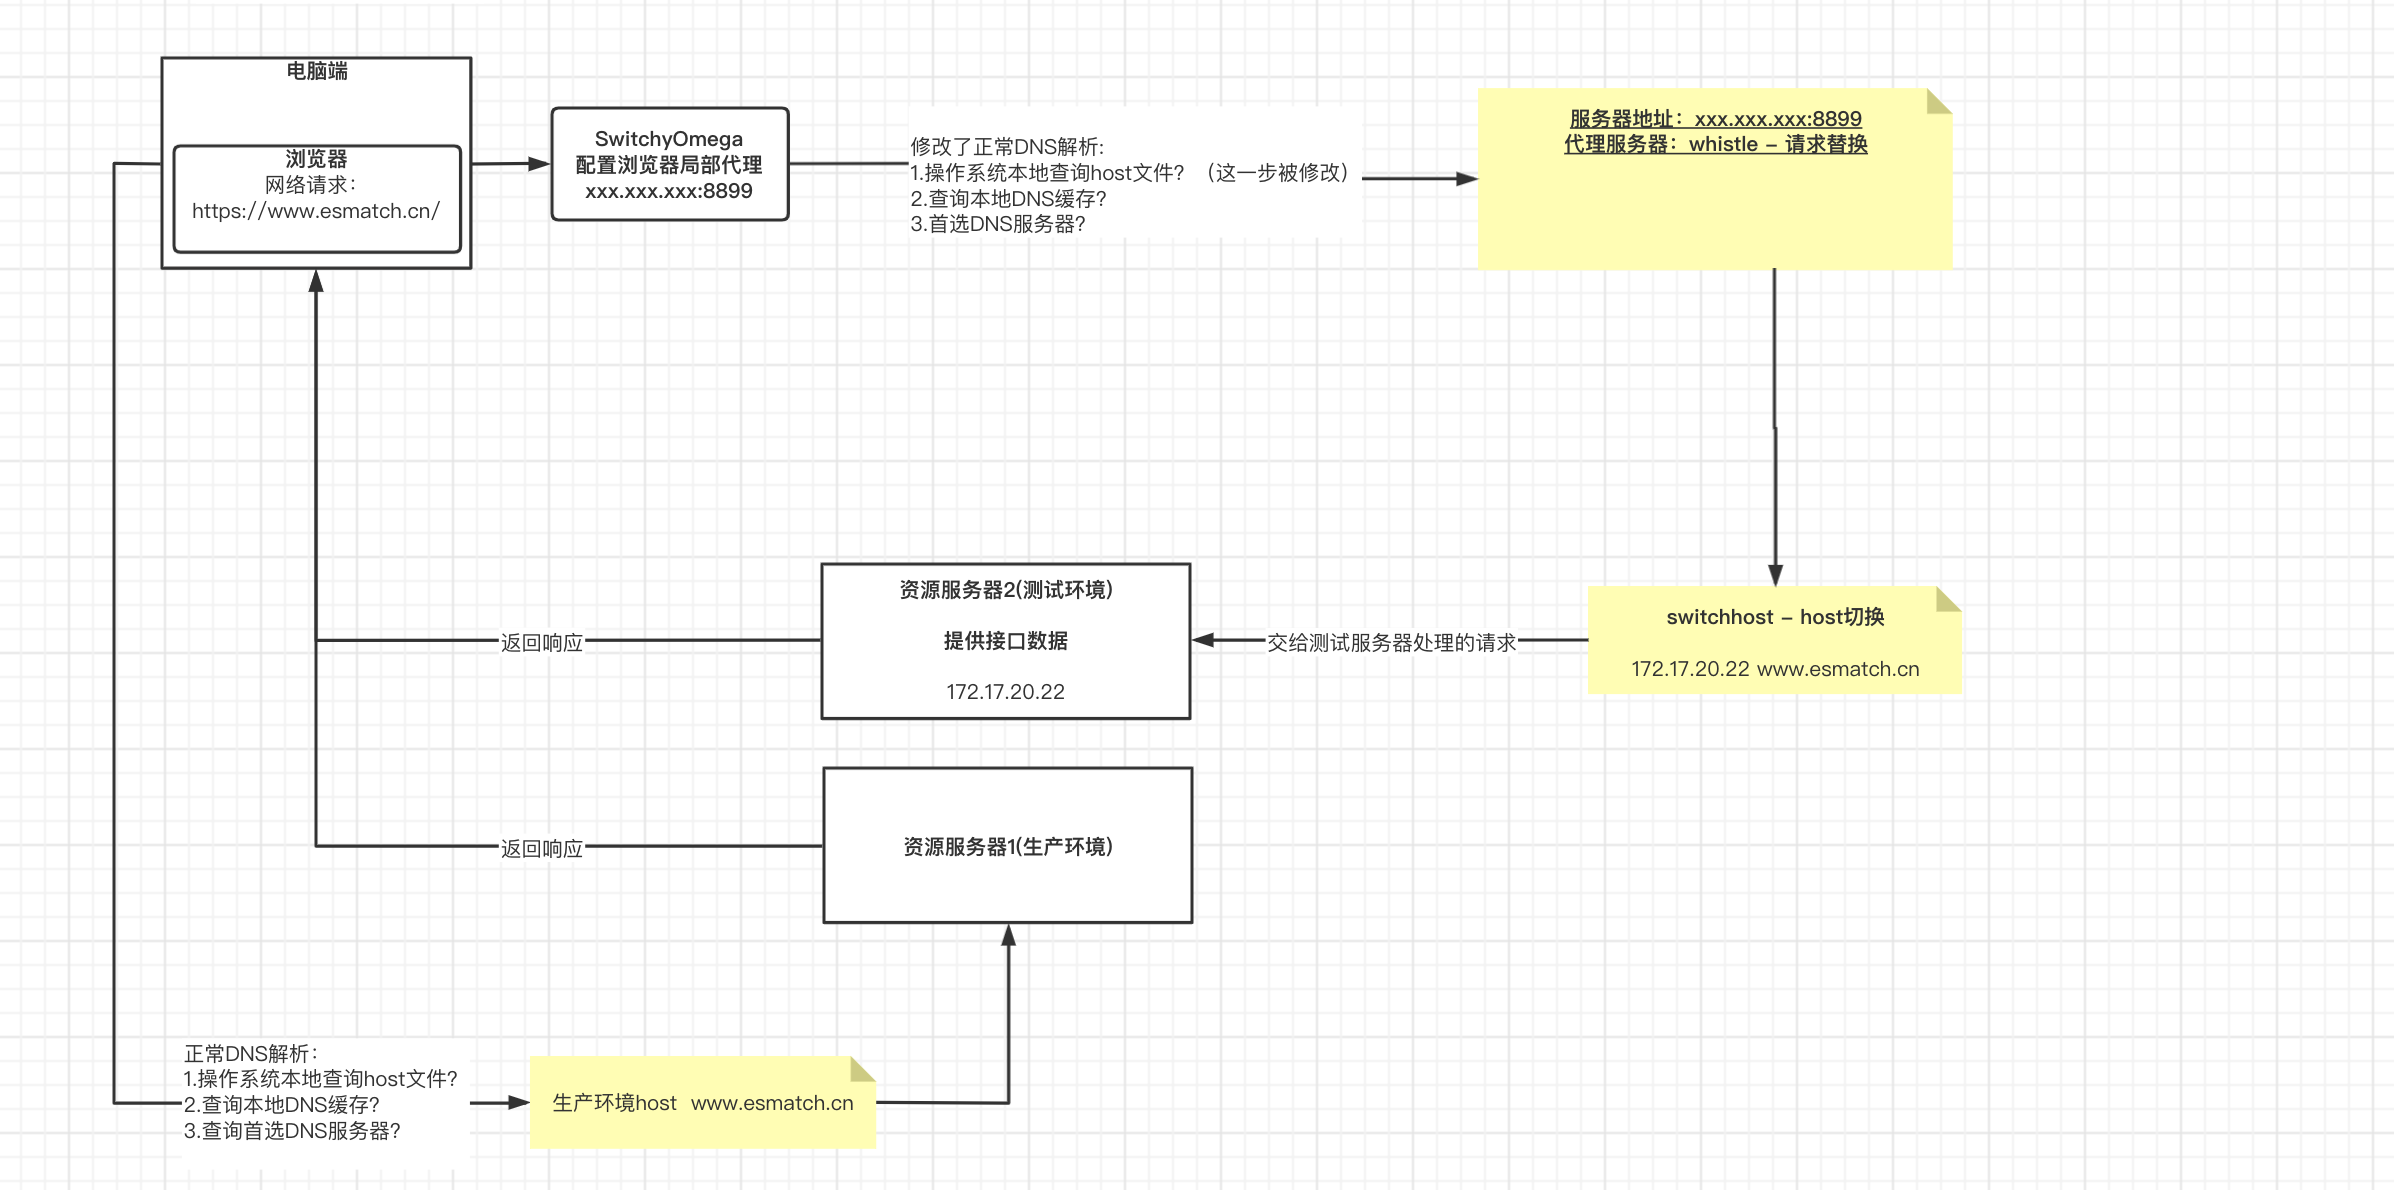 电脑端
浏览器
网络请求：
https://www.esmatch.cn/
SwitchyOmega
配置浏览器局部代理
xxx.xxx.xxx:8899
修改了正常DNS解析:
1.操作系统本地查询host文件？（这一步被修改）
2.查询本地DNS缓存？
3.首选DNS服务器？
服务器地址：xxx.xxx.xxx:8899
代理服务器：whistle - 请求替换
资源服务器2(测试环境)
提供接口数据
172.17.20.22
返回响应
交给测试服务器处理的请求
switchhost - host切换
172.17.20.22 www.esmatch.cn
资源服务器1(生产环境)
返回响应
正常DNS解析：
1.操作系统本地查询host文件？
2.查询本地DNS缓存？
3.查询首选DNS服务器？
生产环境host  www.esmatch.cn